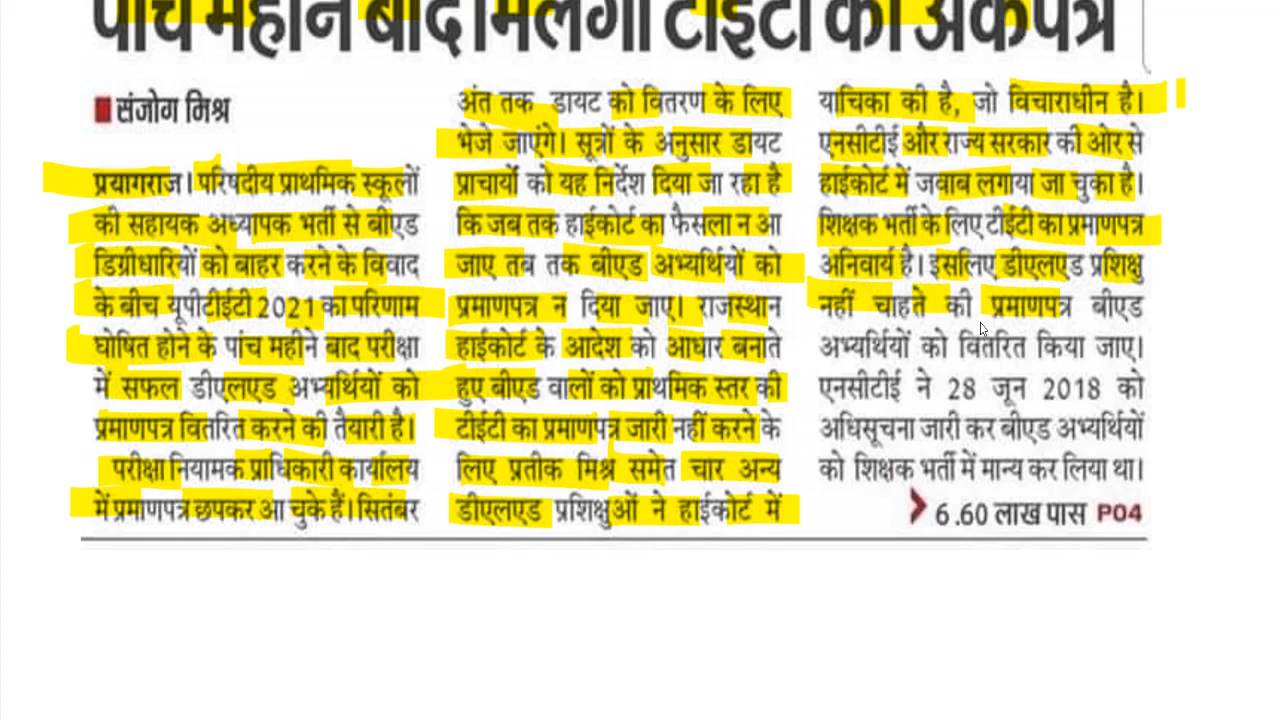 पांच महीने बाद मिलेगा टीईटी का अंकपत्र
संजोग मिश्र
प्रयागराज। परिषदीय प्राथमिक स्कूलों
की सहायक अध्यापक भर्ती से बीएड
डिग्रीधारियों को बाहर करने के विवाद
के बीच यूपीटीईटी 2021 का परिणाम
घोषित होने के पांच महीने बाद परीक्षा
में सफल डीएलएड अभ्यर्थियों को
प्रमाणपत्र वितरित करने की तैयारी है।
परीक्षा नियामक प्राधिकारी कार्यालय
में प्रमाणपत्र छपकर आ चुके हैं। सितंबर
अंत तक डायट को वितरण के लिए
भेजे जाएंगे। सूत्रों के अनुसार डायट
प्राचार्यों को यह निर्देश दिया जा रहा है
कि जब तक हाईकोर्ट का फैसला न आ
जाए तब तक बीएड अभ्यर्थियों को
प्रमाणपत्र न दिया जाए। राजस्थान
हाईकोर्ट के आदेश को आधार बनाते
हुए बीएड वालों को प्राथमिक स्तर की
टीईटी का प्रमाणपत्र जारी नहीं करने के
लिए प्रतीक मिश्र समेत चार अन्य
डीएलएड प्रशिक्षुओं ने हाईकोर्ट में
याचिका की है, जो विचाराधीन है।
एनसीटीई और राज्य सरकार की ओर से
हाईकोर्ट में जवाब लगाया जा चुका है।
शिक्षक भर्ती के लिए टीईटी का प्रमाणपत्र
अनिवार्य है। इसलिए डीएलएड प्रशिक्षु
नहीं चाहते की प्रमाणपत्र बीएड
अभ्यर्थियों को वितरित किया जाए।
एनसीटीई ने 28 जून 2018 को
अधिसूचना जारी कर बीएड अभ्यर्थियों
को शिक्षक भर्ती में मान्य कर लिया था।
6.60 लाख पास P04